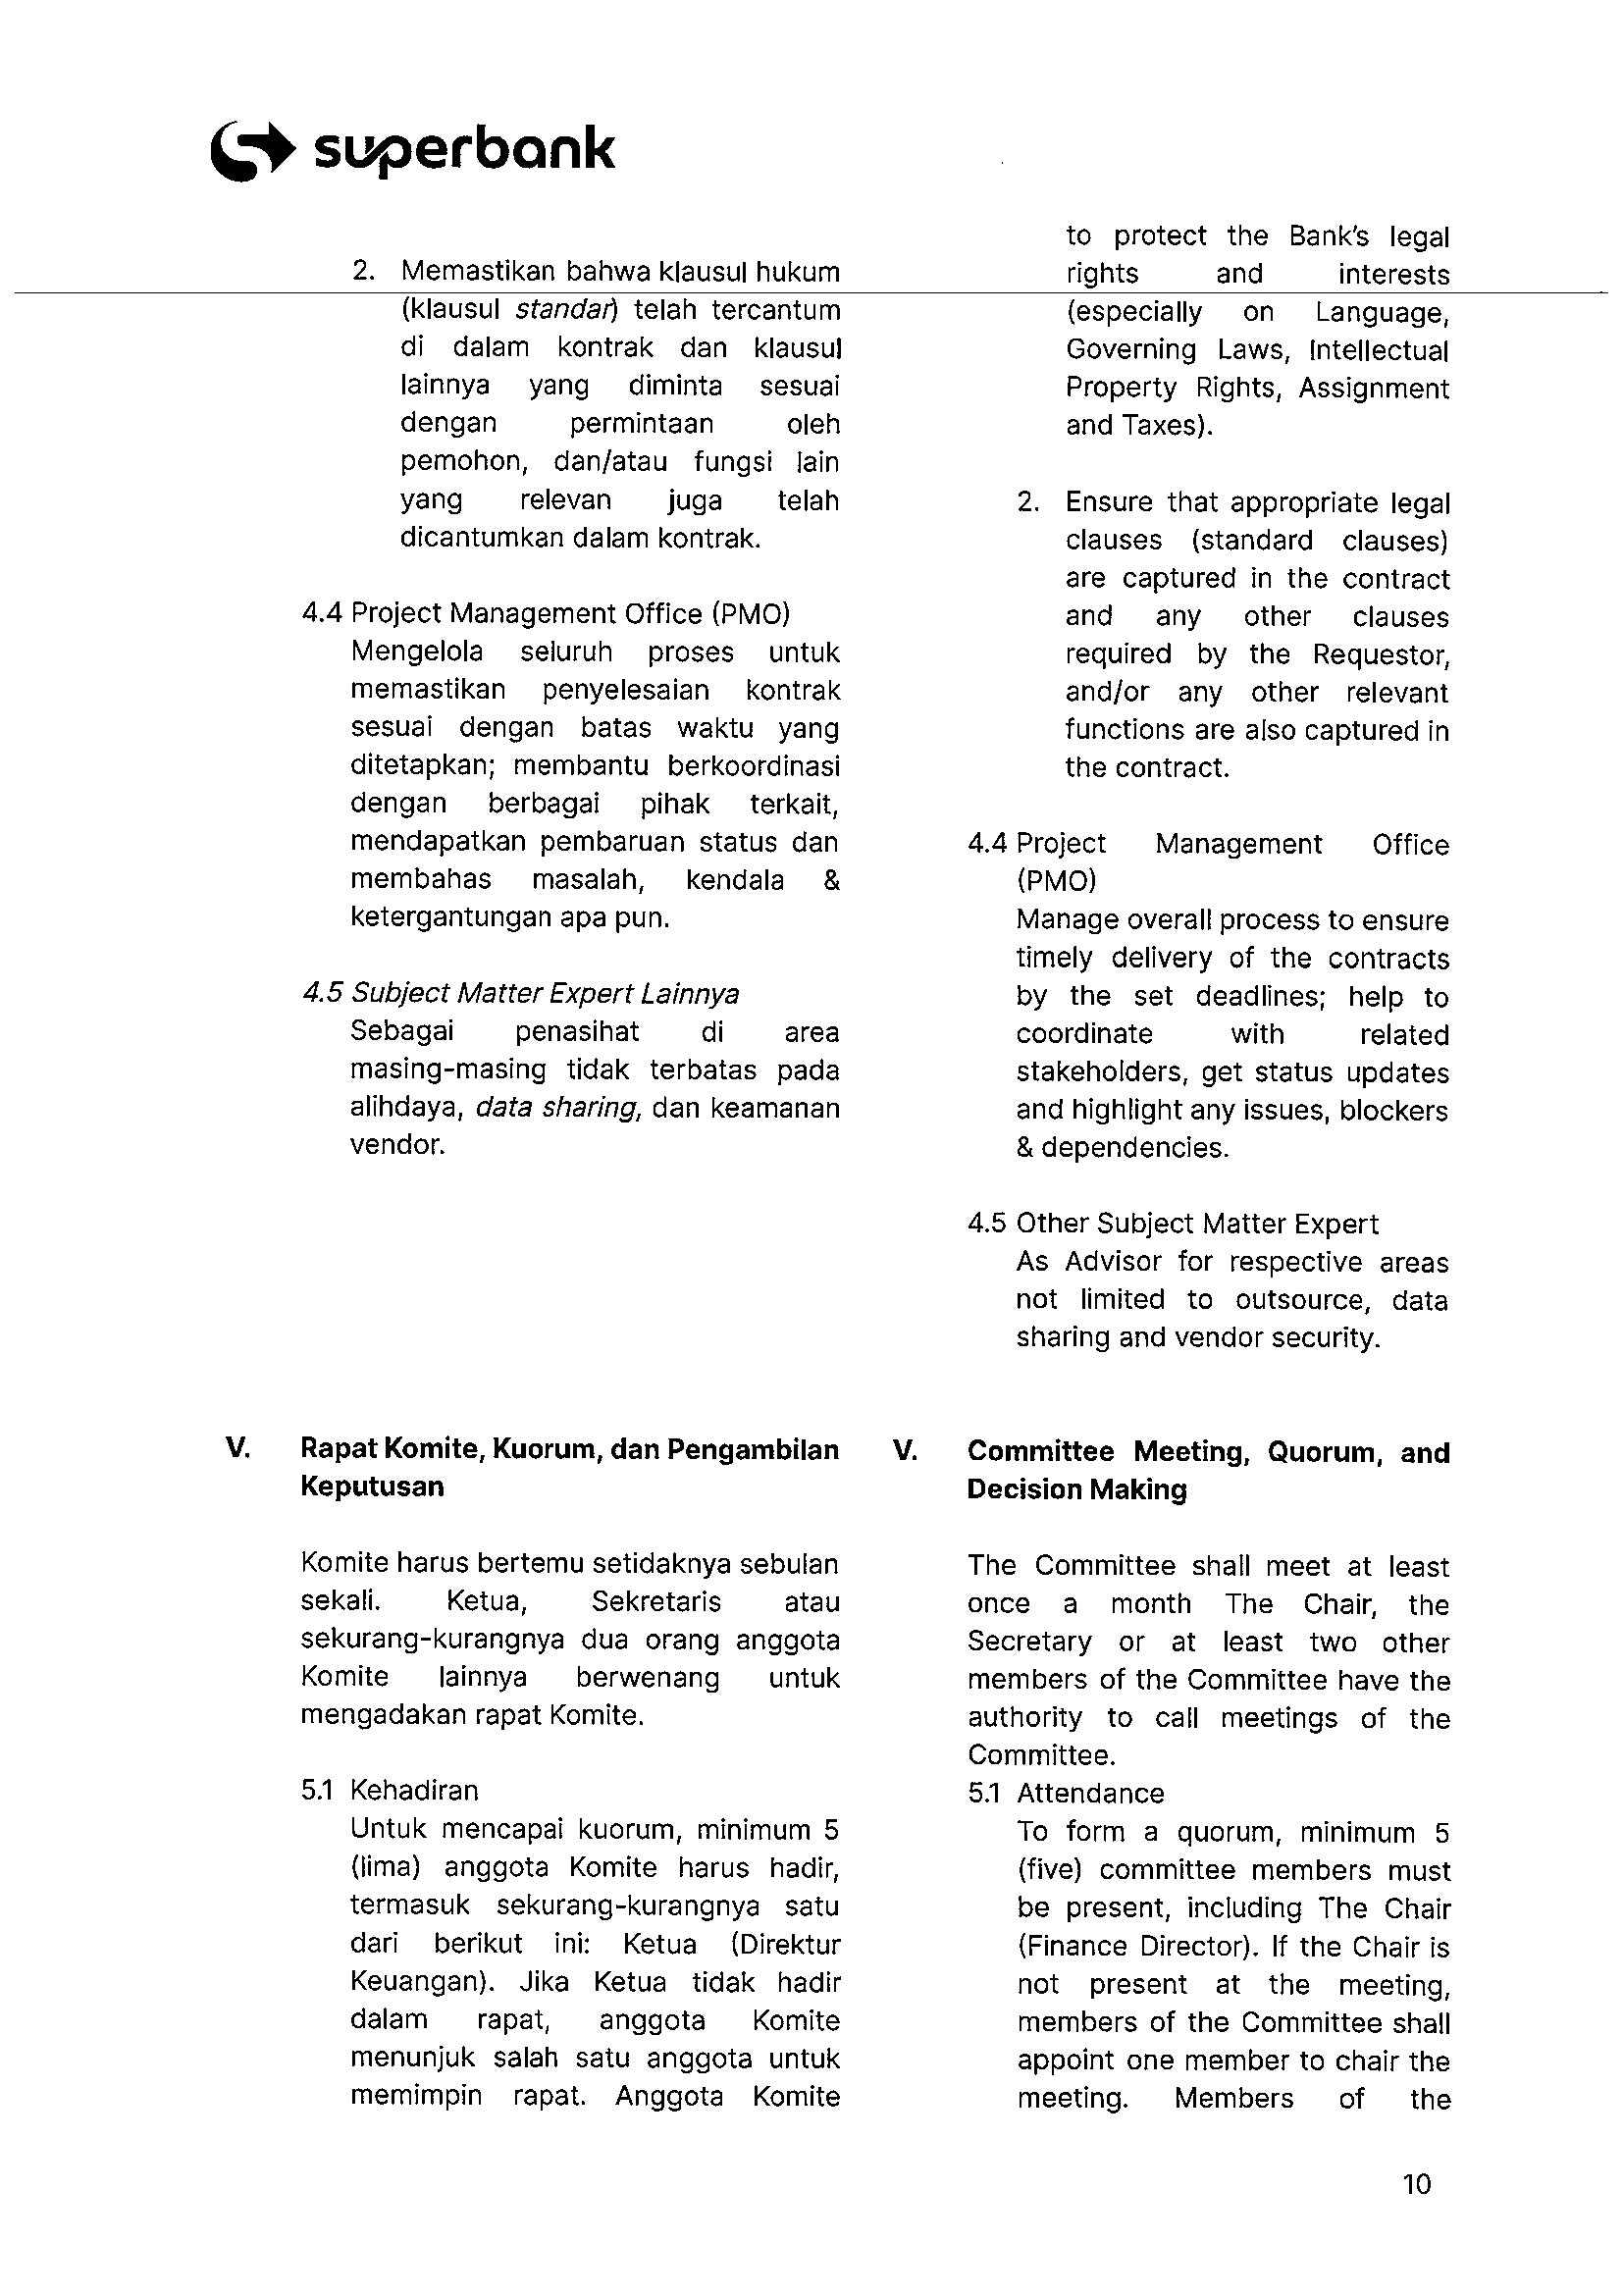 superbank
2. Memastikan bahwa klausul hukum
(klausul standar) telah tercantum
di dalam kontrak dan klausul
lainnya yang diminta sesuai
dengan permintaan oleh
pemohon, dan/atau fungsi lain
yang relevan juga telah
dicantumkan dalam kontrak.
4.4 Project Management Office (PMO)
Mengelola seluruh proses untuk
memastikan penyelesaian kontrak
sesuai dengan batas waktu yang
ditetapkan; membantu berkoordinasi
dengan berbagai pihak terkait,
mendapatkan pembaruan status dan
membahas masalah, kendala &
ketergantungan apa pun.
4.5 Subject Matter Expert Lainnya
Sebagai penasihat di area
masing-masing tidak terbatas pada
alihdaya, data sharing, dan keamanan
vendor.
V. Rapat Komite, Kuorum, dan Pengambilan
Keputusan
Komite harus bertemu setidaknya sebulan
sekali. Ketua, Sekretaris atau
sekurang-kurangnya dua orang anggota
Komite lainnya berwenang untuk
mengadakan rapat Komite.
5.1 Kehadiran
Untuk mencapai kuorum, minimum 5
(lima) anggota Komite harus hadir,
termasuk sekurang-kurangnya satu
dari berikut ini: Ketua (Direktur
Keuangan). Jika Ketua tidak hadir
dalam rapat, anggota Komite
menunjuk salah satu anggota untuk
memimpin rapat. Anggota Komite
to protect the Bank's legal
rights and interests
(especially on Language,
Governing Laws, Intellectual
Property Rights, Assignment
and Taxes).
2. Ensure that appropriate legal
clauses (standard clauses)
are captured in the contract
and any other clauses
required by the Requestor,
and/or any other relevant
functions are also captured in
the contract.
4.4 Project Management Office
(PMO)
Manage overall process to ensure
timely delivery of the contracts
by the set deadlines; help to
coordinate with related
stakeholders, get status updates
and highlight any issues, blockers
& dependencies.
4.5 Other Subject Matter Expert
As Advisor for respective areas
not limited to outsource, data
sharing and vendor security.
V. Committee Meeting, Quorum, and
Decision Making
The Committee shall meet at least
once a month The Chair, the
Secretary or at least two other
members of the Committee have the
authority to call meetings of the
Committee.
5.1 Attendance
To form a quorum, minimum 5
(five) committee members must
be present, including The Chair
(Finance Director). If the Chair is
not present at the meeting,
members of the Committee shall
appoint one member to chair the
meeting. Members of the
10